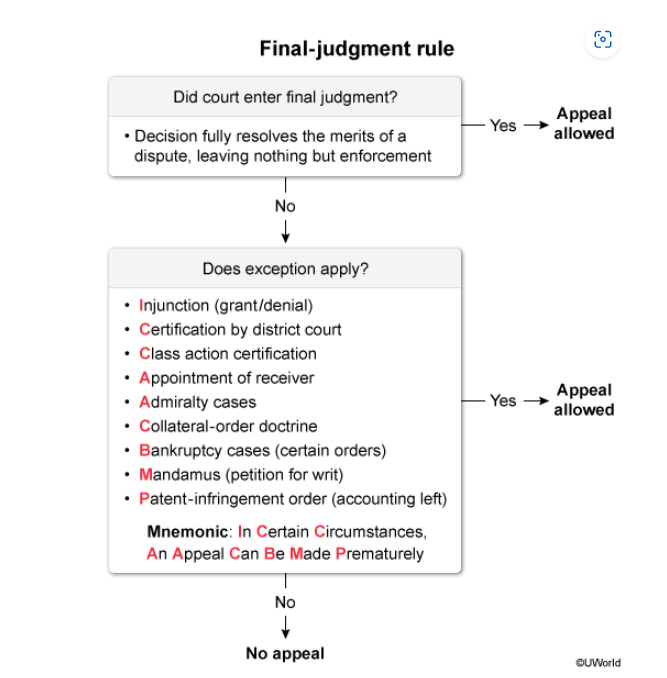 Final-judgment rule
Did court enter final judgment?
• Decision fully resolves the merits of a
dispute, leaving nothing but enforcement
Yes
Appeal
allowed
No
Does exception apply?
• Injunction (grant/denial)
• Certification by district court
• Class action certification
• Appointment of receiver
• Admiralty cases
• Collateral-order doctrine
• Bankruptcy cases (certain orders)
• Mandamus (petition for writ)
• Patent-infringement order (accounting left)
Mnemonic: In Certain Circumstances,
An Appeal Can Be Made Prematurely
Yes
Appeal
allowed
No
No appeal
©UWorld